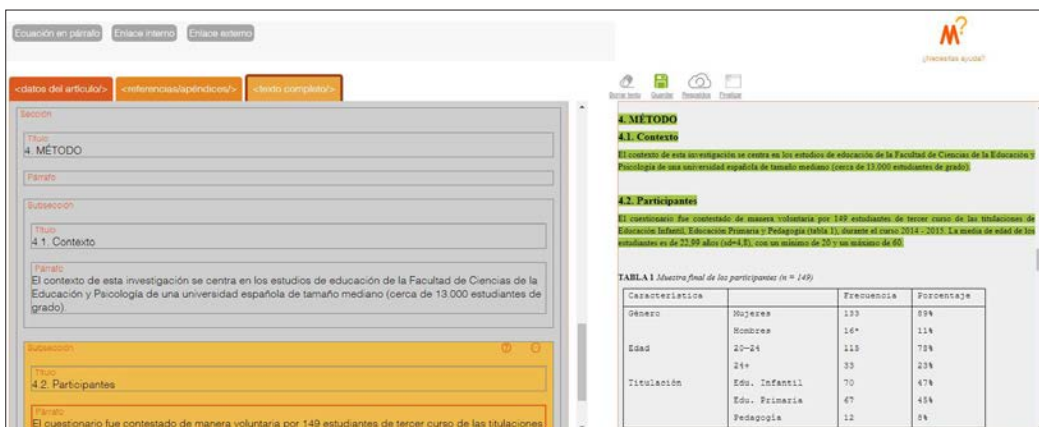 Ecuación en párrafo Enlace interno Enlace externo
¿Necesitas ayuda?
<datos del artículo/> <referencias/apéndices/> <texto completo/>
Sección
Título
4. MÉTODO
Párrafo
Subsección
Título
4.1. Contexto
Párrafo
El contexto de esta investigación se centra en los estudios de educación de la Facultad de Ciencias de la
Educación y Psicología de una universidad española de tamaño mediano (cerca de 13.000 estudiantes de
grado).
Subsección
Título
4.2. Participantes
Párrafo
El cuestionario fue contestado de manera voluntaria por 149 estudiantes de tercer curso de las titulaciones
Borrar texto Guardar Respaldos Finalizar
4. MÉTODO
4.1. Contexto
El contexto de esta investigación se centra en los estudios de educación de la Facultad de Ciencias de la Educación y
Psicología de una universidad española de tamaño mediano (cerca de 13.000 estudiantes de grado).
4.2. Participantes
El cuestionario fue contestado de manera voluntaria por 149 estudiantes de tercer curso de las titulaciones de
Educación Infantil, Educación Primaria y Pedagogía (tabla 1), durante el curso 2014 - 2015. La media de edad de los
estudiantes es de 22,99 años (sd=4,8), con un mínimo de 20 y un máximo de 60.
TABLA 1 Muestra final de los participantes (n = 149)
Característica Frecuencia Porcentaje
Género Mujeres 133 89%
Hombres 16* 11%
Edad 20—24 115 78%
24+ 33 23%
Titulación Edu. Infantil 70 47%
Edu. Primaria 67 45%
Pedagogía 12 8%